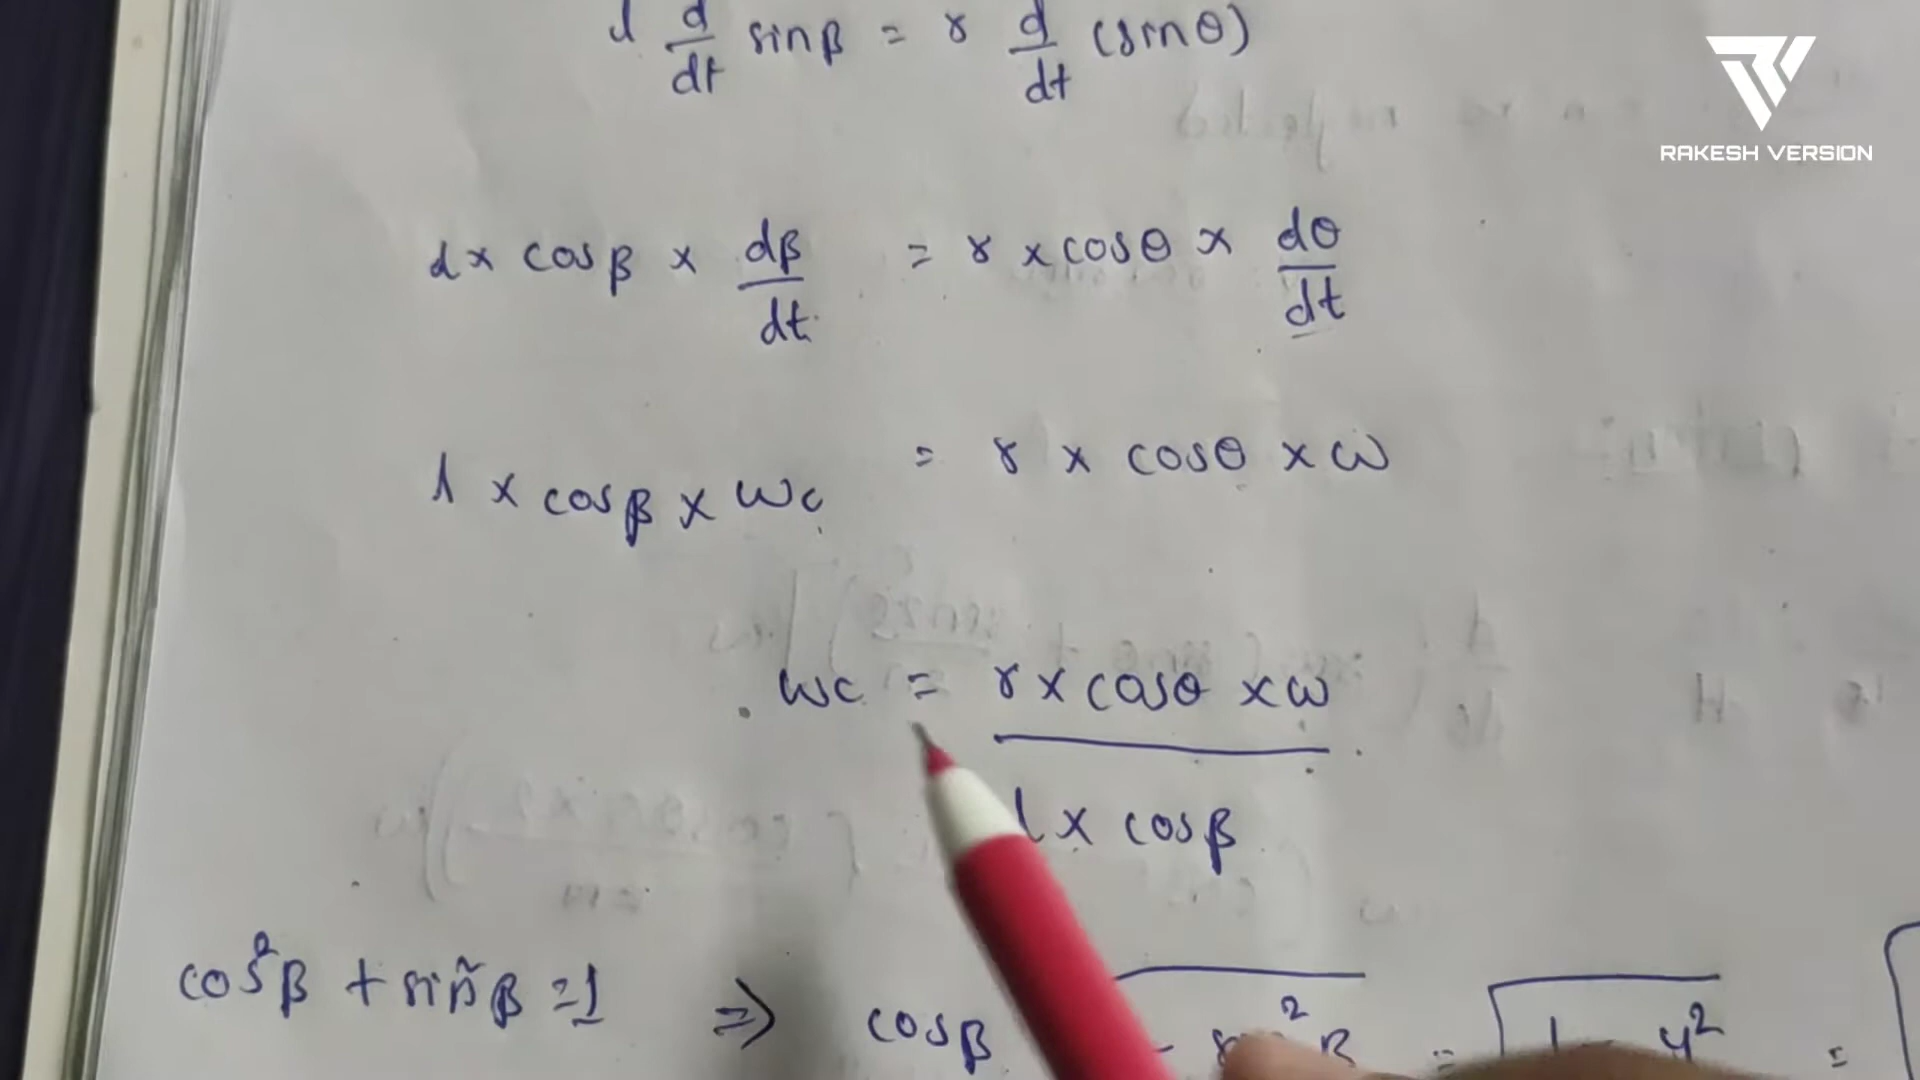 l d/dt sinβ = r d/dt (sinθ)
RAKESH VERSION
l x cosβ x dβ/dt = r x cosθ x dθ/dt
l x cosβ x ωc = r x cosθ x ω
ωc = r x cosθ x ω
l x cosβ
cos²β + sin²β = 1 ⇒ cosβ